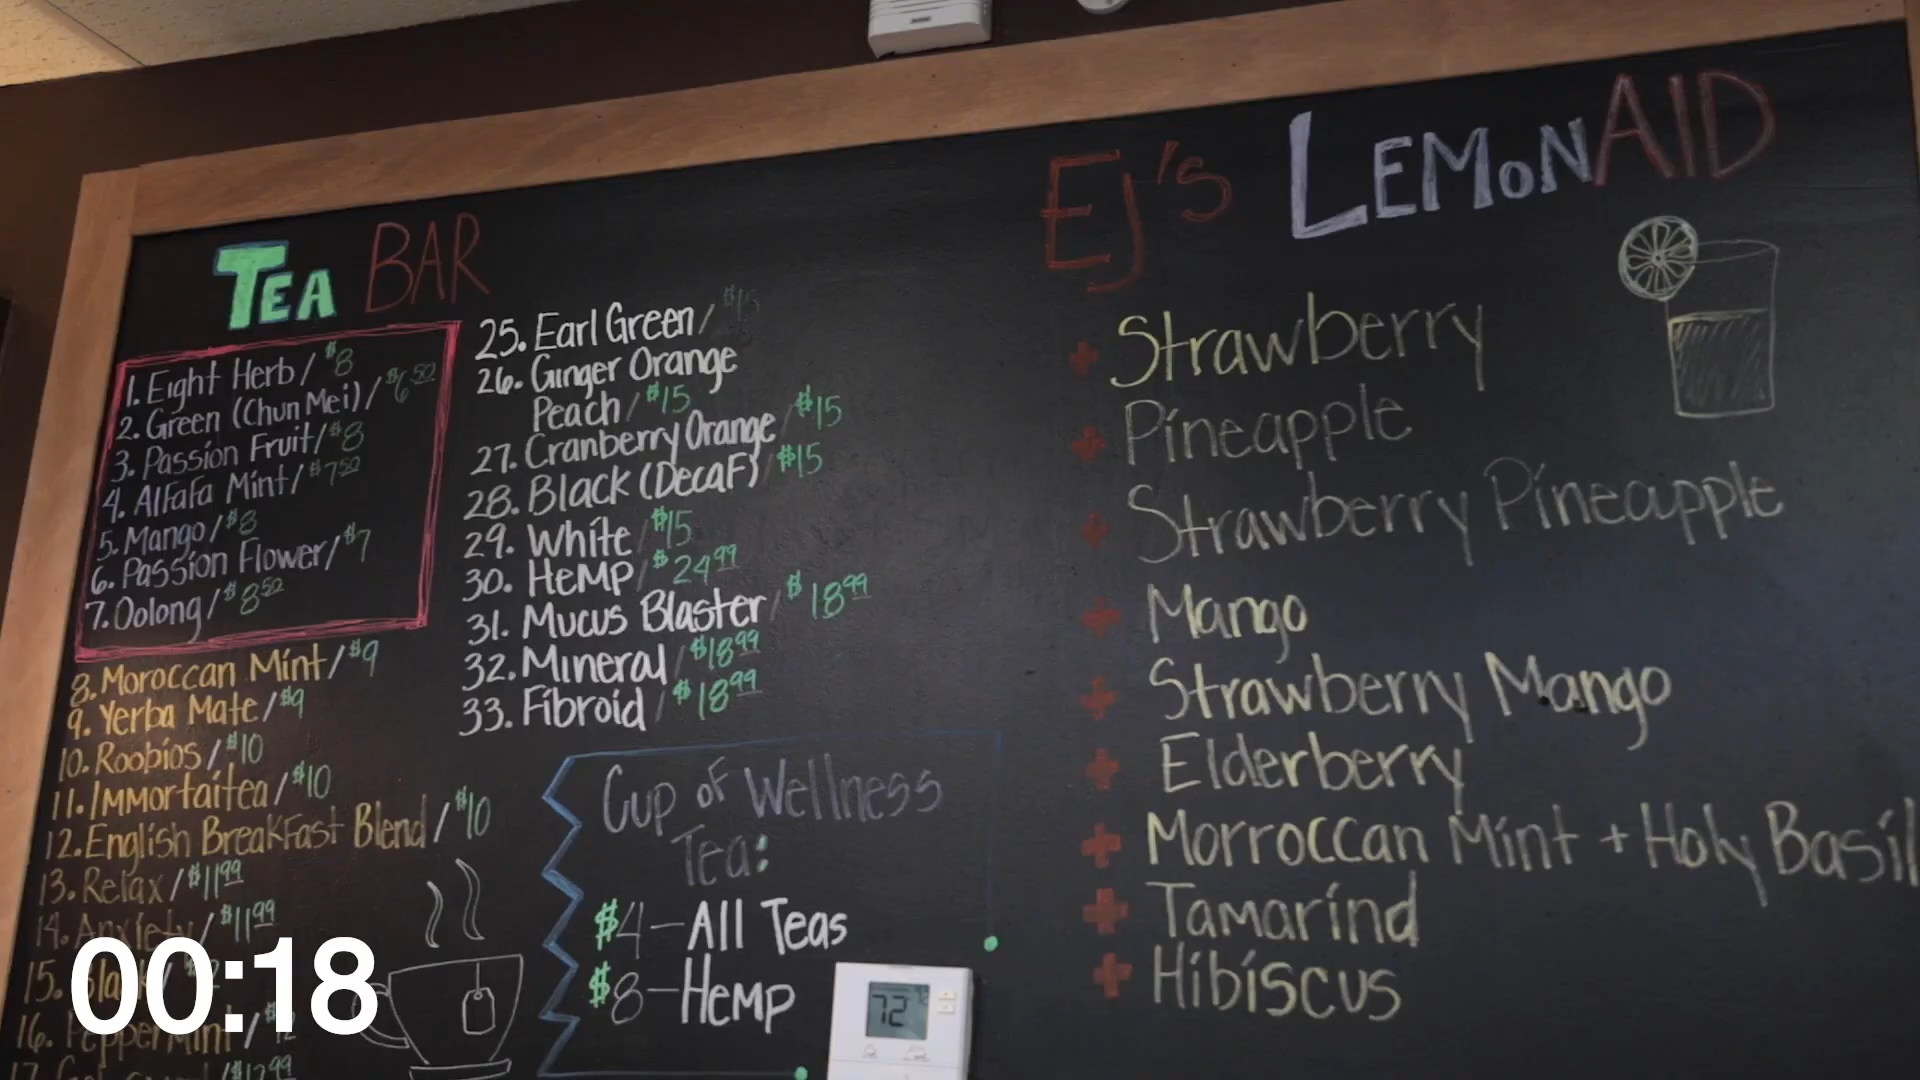 TEA BAR
1. Eight Herb / $8
2. Green (Chun Mei) / $6.50
3. Passion Fruit / $8
4. Alfafa Mint / $7.50
5. Mango / $8
6. Passion Flower / $7
7. Oolong / $8.50
8. Moroccan Mint / $9
9. Yerba Mate / $9
10. Roobios / $10
11. Immortaitea / $10
12. English Breakfast Blend / $10
13. Relax / $11.99
14. Anxiety / $11.99
15.
16. Peppermint / $12
17. / $12.99
25. Earl Green / $15
26. Ginger Orange
Peach / $15
27. Cranberry Orange / $15
28. Black (Decaf) / $15
29. White / $15
30. Hemp / $24.99
31. Mucus Blaster / $18.99
32. Mineral / $18.99
33. Fibroid / $18.99
Cup of Wellness
Tea:
$4 – All Teas
$8 – Hemp
72
EJ's LEMONAID
+ Strawberry
+ Pineapple
+ Strawberry Pineapple
+ Mango
+ Strawberry Mango
+ Elderberry
+ Morroccan Mint + Holy Basil
+ Tamarind
+ Hibiscus
00:18